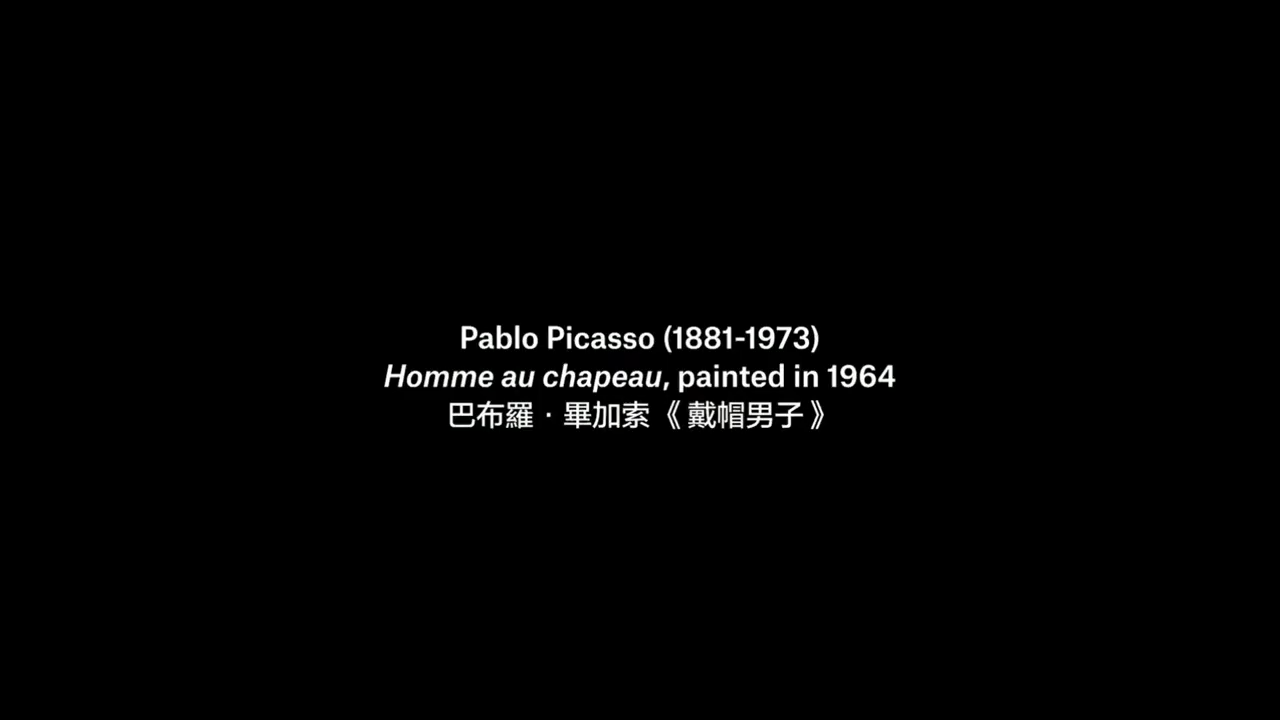 Pablo Picasso (1881-1973)
Homme au chapeau, painted in 1964
巴布羅·畢加索《戴帽男子》